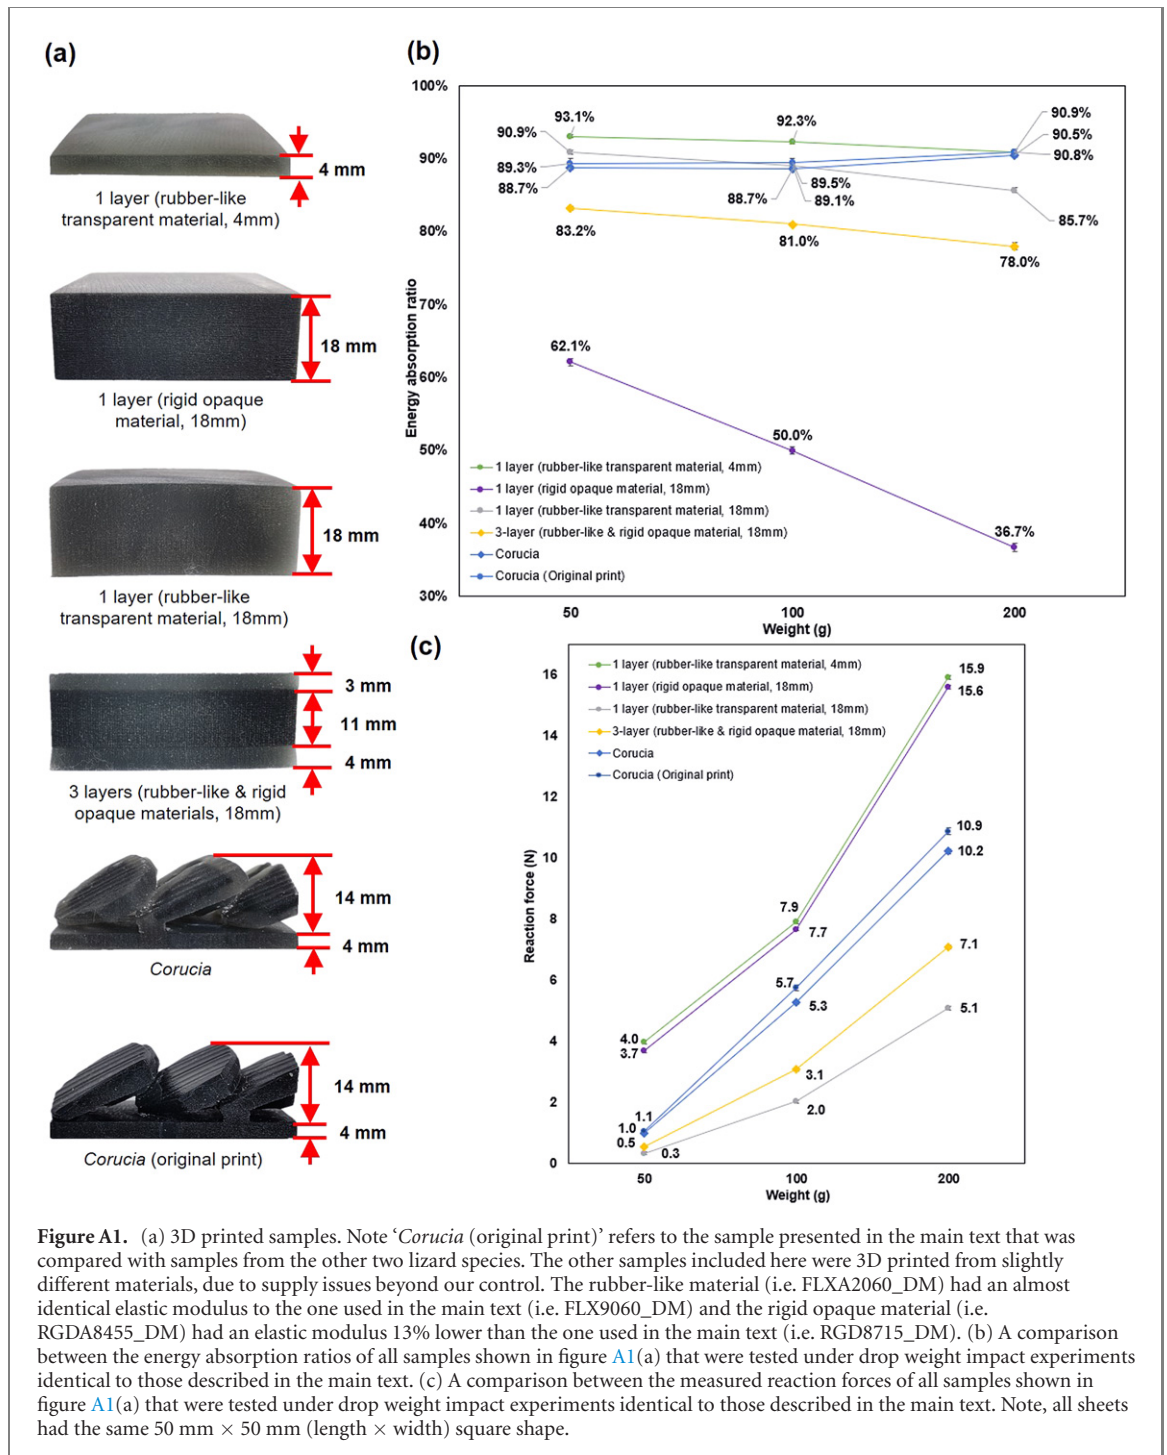 (a)
4 mm
1 layer (rubber-like
transparent material, 4mm)
18 mm
1 layer (rigid opaque
material, 18mm)
18 mm
1 layer (rubber-like
transparent material, 18mm)
3 mm
11 mm
4 mm
3 layers (rubber-like & rigid
opaque materials, 18mm)
14 mm
4 mm
Corucia
14 mm
4 mm
Corucia (original print)
(b)
100%
90%
80%
70%
60%
50%
40%
30%
Energy absorption ratio
93.1%
92.3%
90.9%
90.9%
90.5%
90.8%
89.3%
88.7%
88.7%
89.5%
89.1%
85.7%
83.2%
81.0%
78.0%
62.1%
50.0%
36.7%
1 layer (rubber-like transparent material, 4mm)
1 layer (rigid opaque material, 18mm)
1 layer (rubber-like transparent material, 18mm)
3-layer (rubber-like & rigid opaque material, 18mm)
Corucia
Corucia (Original print)
50
100
200
Weight (g)
(c)
16
14
12
10
8
6
4
2
0
Reaction force (N)
1 layer (rubber-like transparent material, 4mm)
1 layer (rigid opaque material, 18mm)
1 layer (rubber-like transparent material, 18mm)
3-layer (rubber-like & rigid opaque material, 18mm)
Corucia
Corucia (Original print)
15.9
15.6
10.9
10.2
7.9
7.7
7.1
5.7
5.3
5.1
4.0
3.7
3.1
2.0
1.1
1.0
0.5
0.3
50
100
200
Weight (g)
Figure A1. (a) 3D printed samples. Note ‘Corucia (original print)’ refers to the sample presented in the main text that was
compared with samples from the other two lizard species. The other samples included here were 3D printed from slightly
different materials, due to supply issues beyond our control. The rubber-like material (i.e. FLXA2060_DM) had an almost
identical elastic modulus to the one used in the main text (i.e. FLX9060_DM) and the rigid opaque material (i.e.
RGDA8455_DM) had an elastic modulus 13% lower than the one used in the main text (i.e. RGD8715_DM). (b) A comparison
between the energy absorption ratios of all samples shown in figure A1(a) that were tested under drop weight impact experiments
identical to those described in the main text. (c) A comparison between the measured reaction forces of all samples shown in
figure A1(a) that were tested under drop weight impact experiments identical to those described in the main text. Note, all sheets
had the same 50 mm × 50 mm (length × width) square shape.